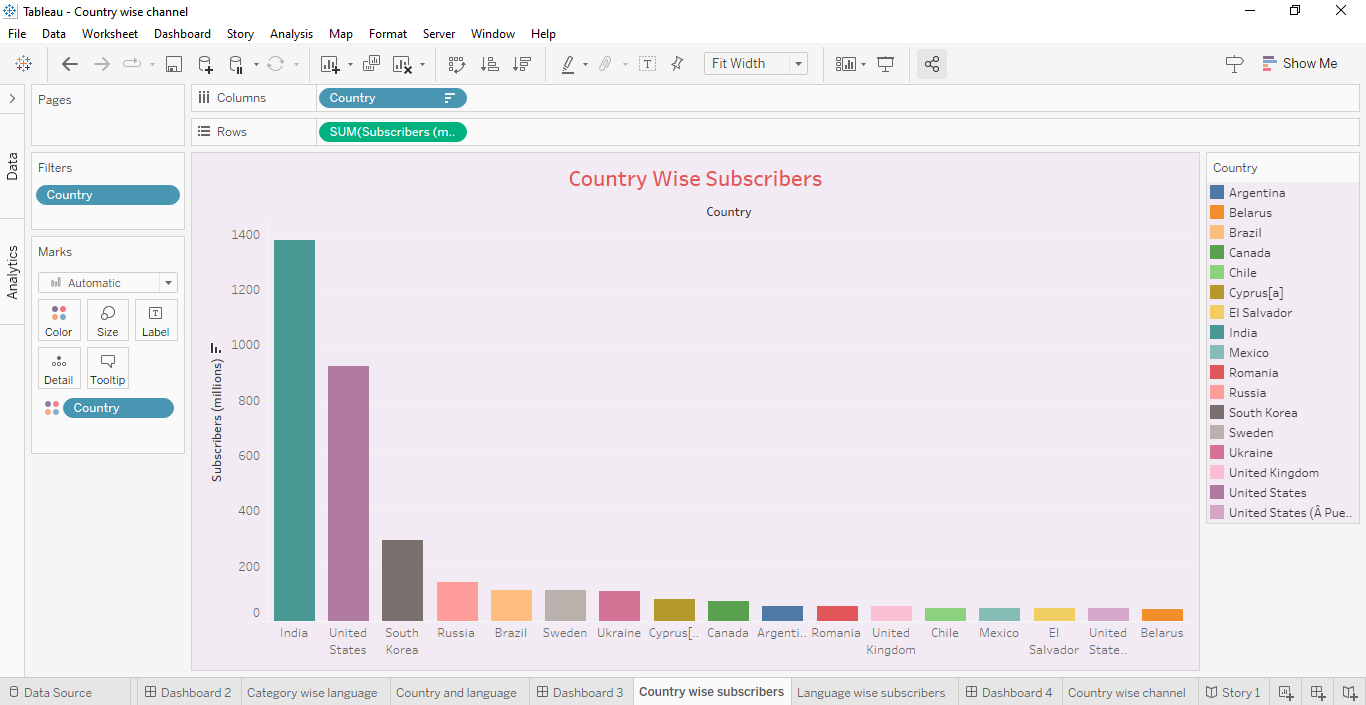 Tableau - Country wise channel
File Data Worksheet Dashboard Story Analysis Map Format Server Window Help
Fit Width
Show Me
Pages
Columns
Country
Rows
SUM(Subscribers (m..
Data
Analytics
Filters
Country
Marks
Automatic
Color Size Label
Detail Tooltip
Country
Country Wise Subscribers
Country
Subscribers (millions)
1400
1200
1000
800
600
400
200
0
India
United States
South Korea
Russia
Brazil
Sweden
Ukraine
Cyprus[..
Canada
Argenti..
Romania
United Kingdom
Chile
Mexico
El Salvador
United State..
Belarus
Country
Argentina
Belarus
Brazil
Canada
Chile
Cyprus[a]
El Salvador
India
Mexico
Romania
Russia
South Korea
Sweden
Ukraine
United Kingdom
United States
United States (Â Pue..
Data Source Dashboard 2 Category wise language Country and language Dashboard 3 Country wise subscribers Language wise subscribers Dashboard 4 Country wise channel Story 1